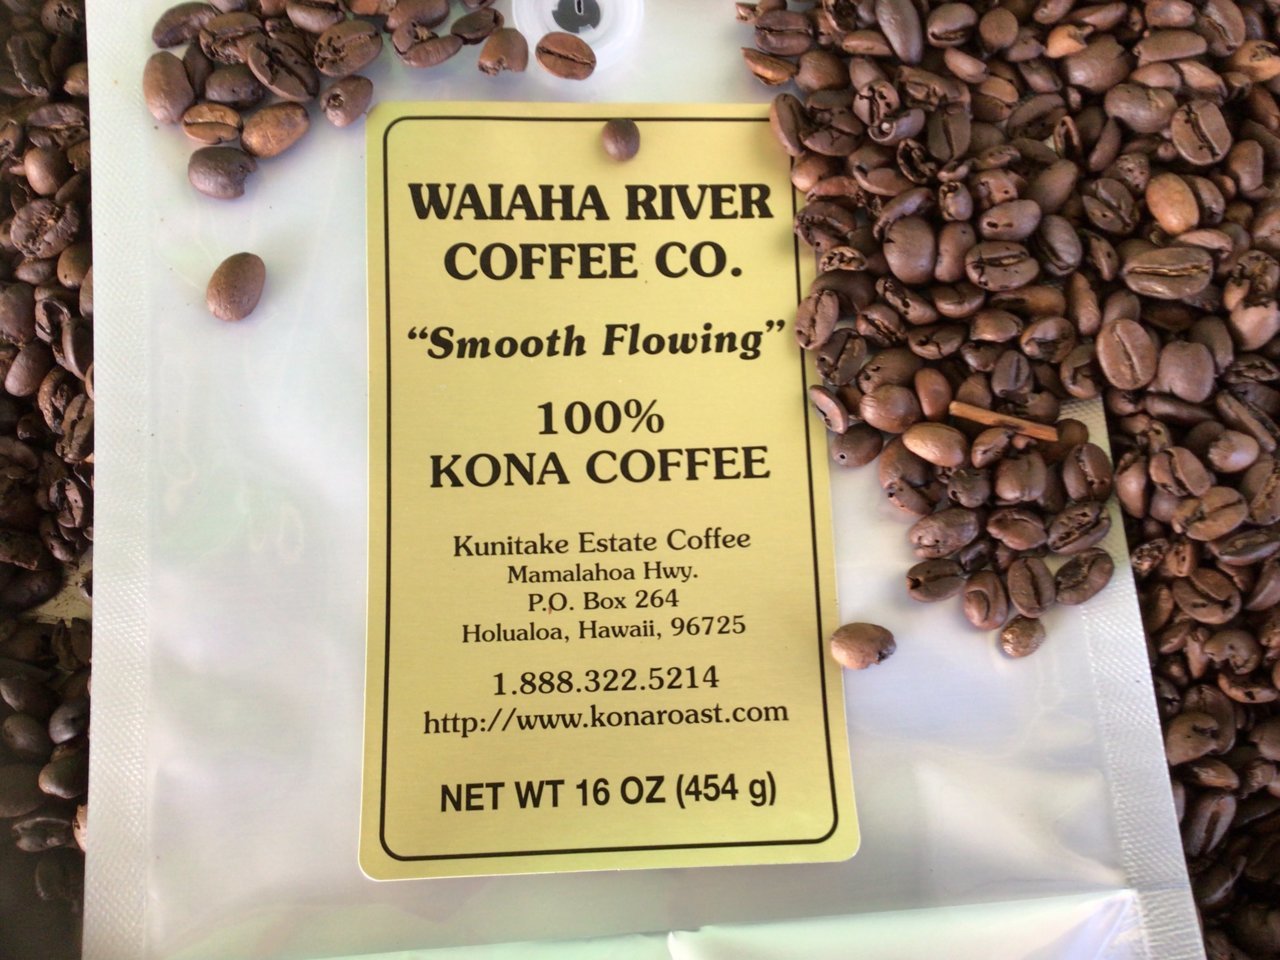 WAIAHA RIVER
COFFEE CO.
“Smooth Flowing”
100%
KONA COFFEE
Kunitake Estate Coffee
Mamalahoa Hwy.
P.O. Box 264
Holualoa, Hawaii, 96725
1.888.322.5214
http://www.konaroast.com
NET WT 16 OZ (454 g)